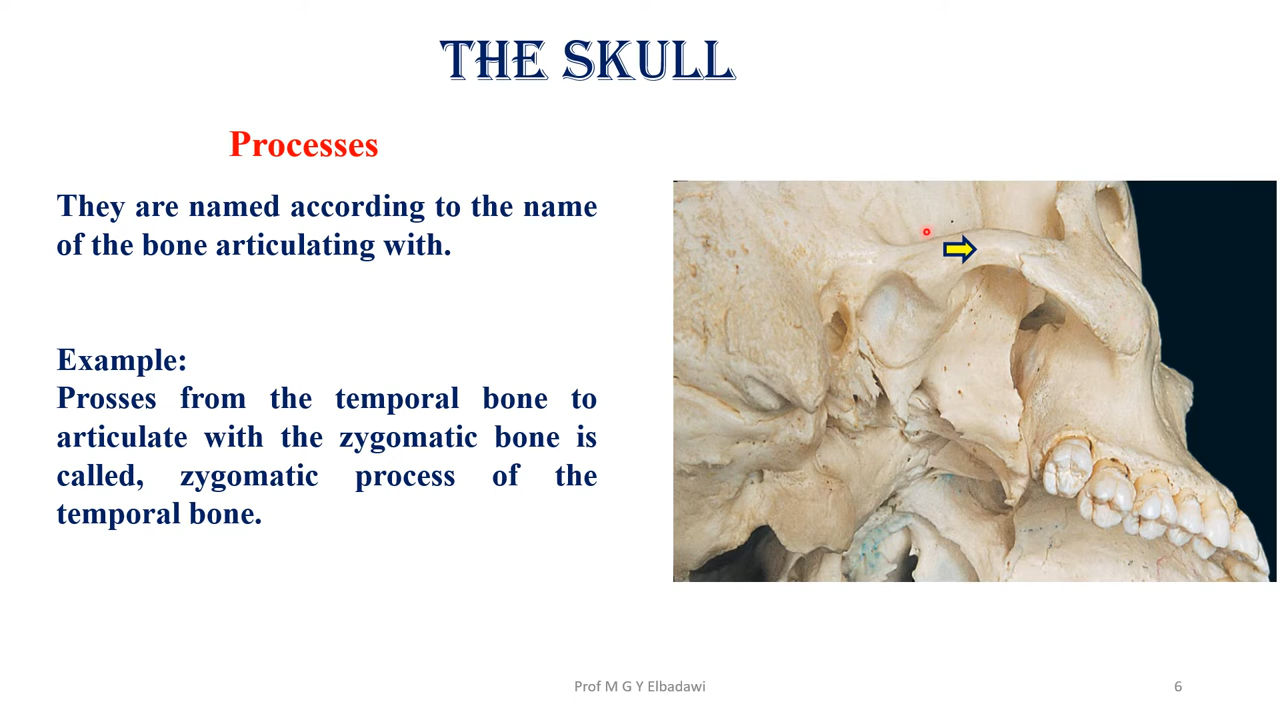 THE SKULL
Processes
They are named according to the name
of the bone articulating with.
Example:
Prosses from the temporal bone to
articulate with the zygomatic bone is
called, zygomatic process of the
temporal bone.
Prof M G Y Elbadawi
6